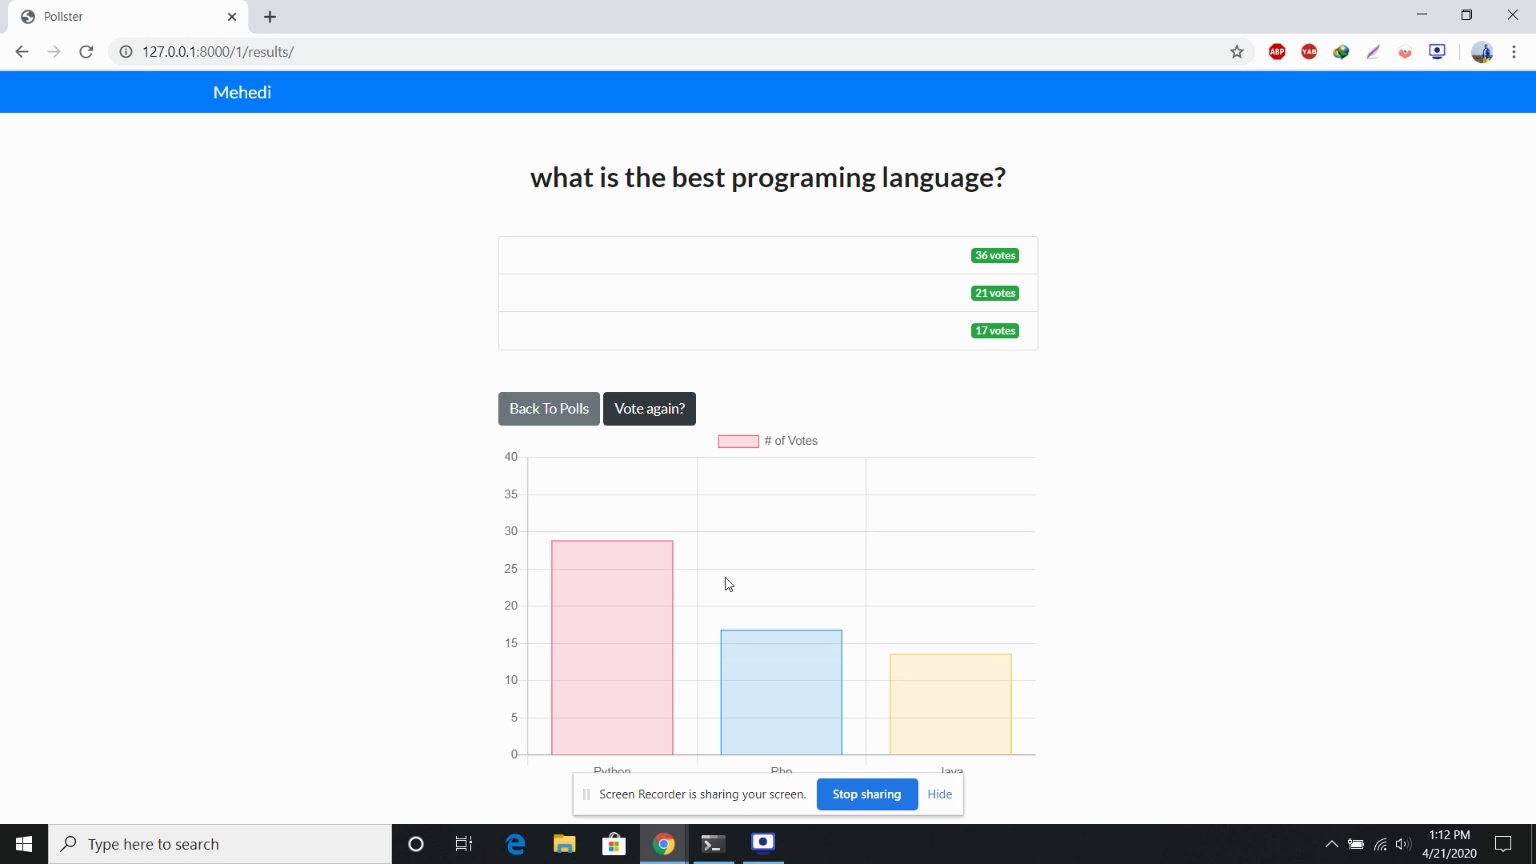 Pollster
127.0.0.1:8000/1/results/
ABP
YAB
Mehedi
what is the best programing language?
36 votes
21 votes
17 votes
Back To Polls
Vote again?
# of Votes
40
35
30
25
20
15
10
5
0
Python
Php
Java
Screen Recorder is sharing your screen.
Stop sharing
Hide
Type here to search
1:12 PM
4/21/2020